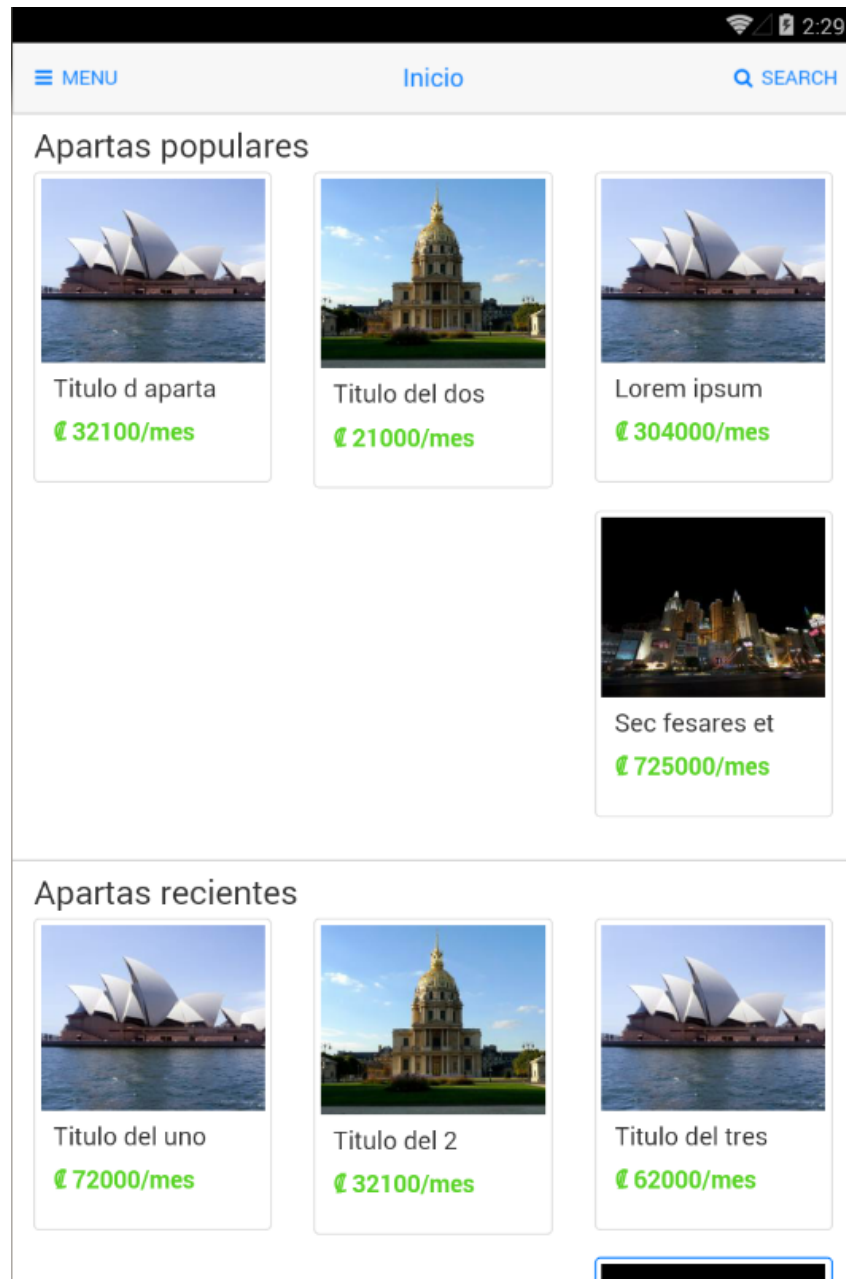 2:29
MENU
Inicio
SEARCH
Apartas populares
Titulo d aparta
₡ 32100/mes
Titulo del dos
₡ 21000/mes
Lorem ipsum
₡ 304000/mes
Sec fesares et
₡ 725000/mes
Apartas recientes
Titulo del uno
₡ 72000/mes
Titulo del 2
₡ 32100/mes
Titulo del tres
₡ 62000/mes